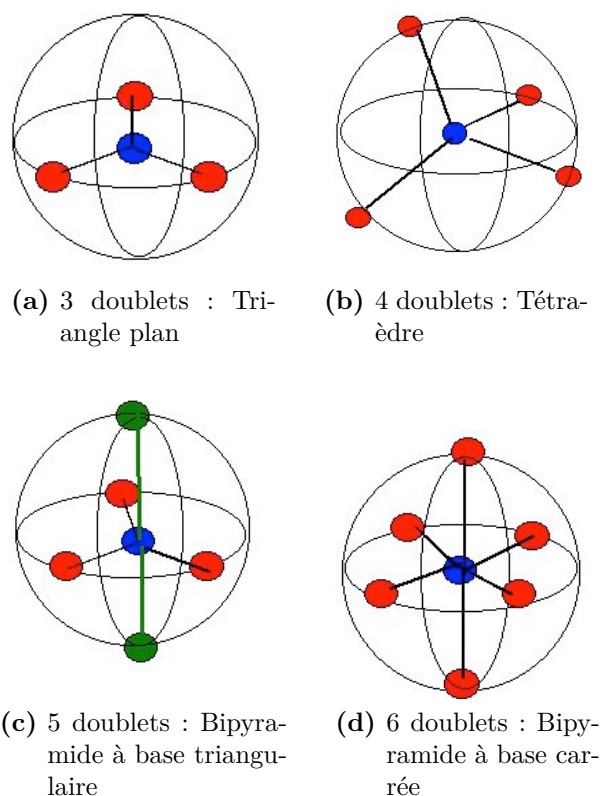 (a) 3 doublets : Tri-
angle plan
(b) 4 doublets : Tétra-
èdre
(c) 5 doublets : Bipyra-
mide à base triangu-
laire
(d) 6 doublets : Bipy-
ramide à base car-
rée